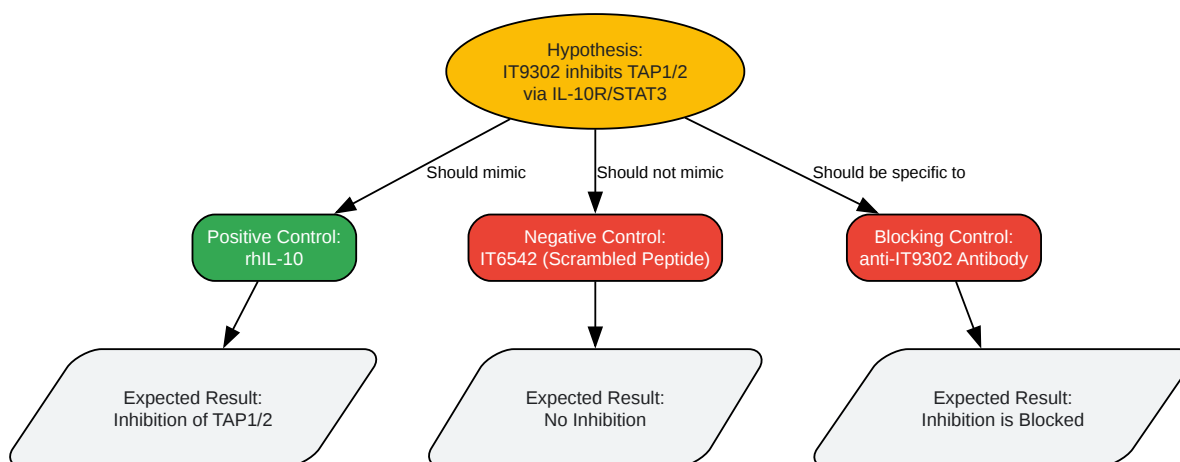 Hypothesis:
IT9302 inhibits TAP1/2
via IL-10R/STAT3
Should mimic
Should not mimic
Should be specific to
Positive Control:
rhIL-10
Negative Control:
IT6542 (Scrambled Peptide)
Blocking Control:
anti-IT9302 Antibody
Expected Result:
Inhibition of TAP1/2
Expected Result:
No Inhibition
Expected Result:
Inhibition is Blocked